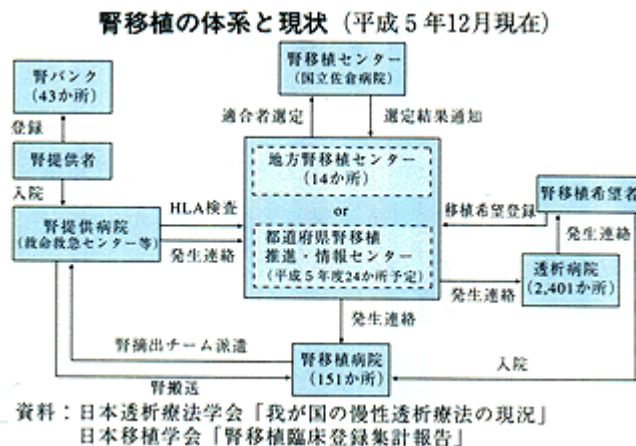 腎移植の体系と現状（平成５年12月現在）
腎移植センター
（国立佐倉病院）
腎バンク
（43か所）
適合者選定
選定結果通知
登録
腎提供者
地方腎移植センター
（14か所）
入院
腎移植希望者
HLA検査
or
移植希望登録
腎提供病院
（救命救急センター等）
都道府県腎移植
推進・情報センター
（平成５年度24か所予定）
発生連絡
発生連絡
透析病院
（2,401か所）
発生連絡
発生連絡
腎摘出チーム派遣
腎移植病院
（151か所）
入院
腎搬送
資料：日本透析療法学会「我が国の慢性透析療法の現況」
日本移植学会「腎移植臨床登録集計報告」